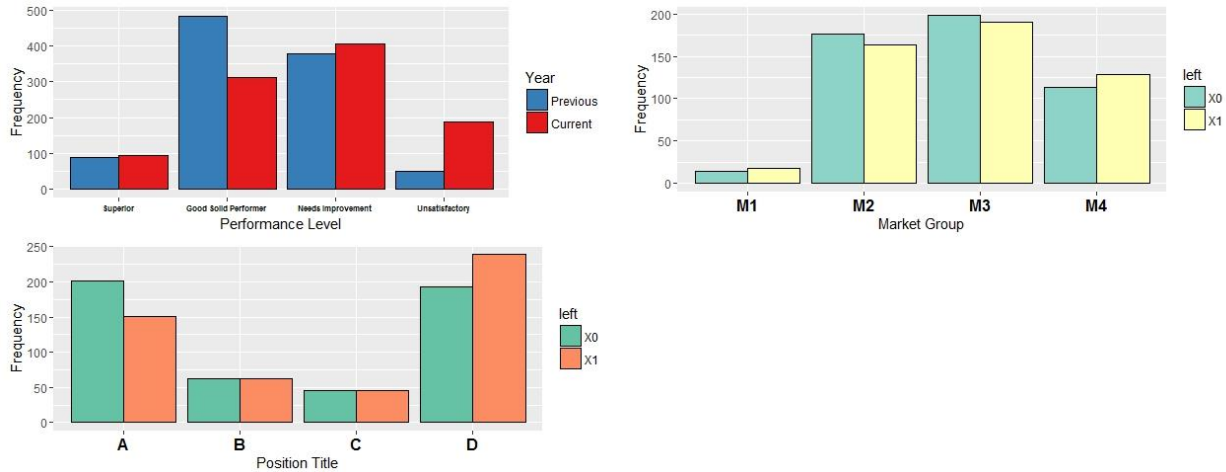 500
400
300
200
100
0
Frequency
Superior
Good Solid Performer
Needs Improvement
Unsatisfactory
Performance Level
Year
Previous
Current
200
150
100
50
0
Frequency
M1
M2
M3
M4
Market Group
left
X0
X1
250
200
150
100
50
0
Frequency
A
B
C
D
Position Title
left
X0
X1